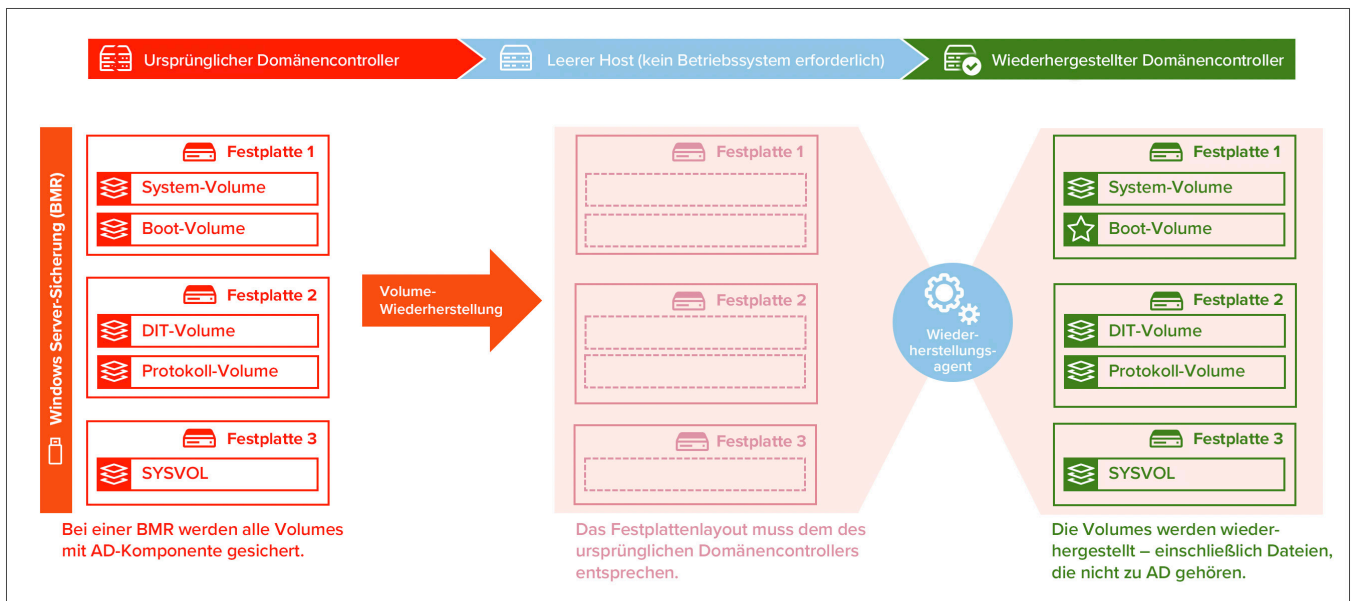 Ursprünglicher Domänencontroller
Leerer Host (kein Betriebssystem erforderlich)
Wiederhergestellter Domänencontroller
Windows Server-Sicherung (BMR)
Festplatte 1
System-Volume
Boot-Volume
Festplatte 2
DIT-Volume
Protokoll-Volume
Festplatte 3
SYSVOL
Bei einer BMR werden alle Volumes
mit AD-Komponente gesichert.
Volume-
Wiederherstellung
Festplatte 1
Festplatte 2
Festplatte 3
Das Festplattenlayout muss dem des
ursprünglichen Domänencontrollers
entsprechen.
Wieder-
herstellungs-
agent
Festplatte 1
System-Volume
Boot-Volume
Festplatte 2
DIT-Volume
Protokoll-Volume
Festplatte 3
SYSVOL
Die Volumes werden wieder-
hergestellt – einschließlich Dateien,
die nicht zu AD gehören.